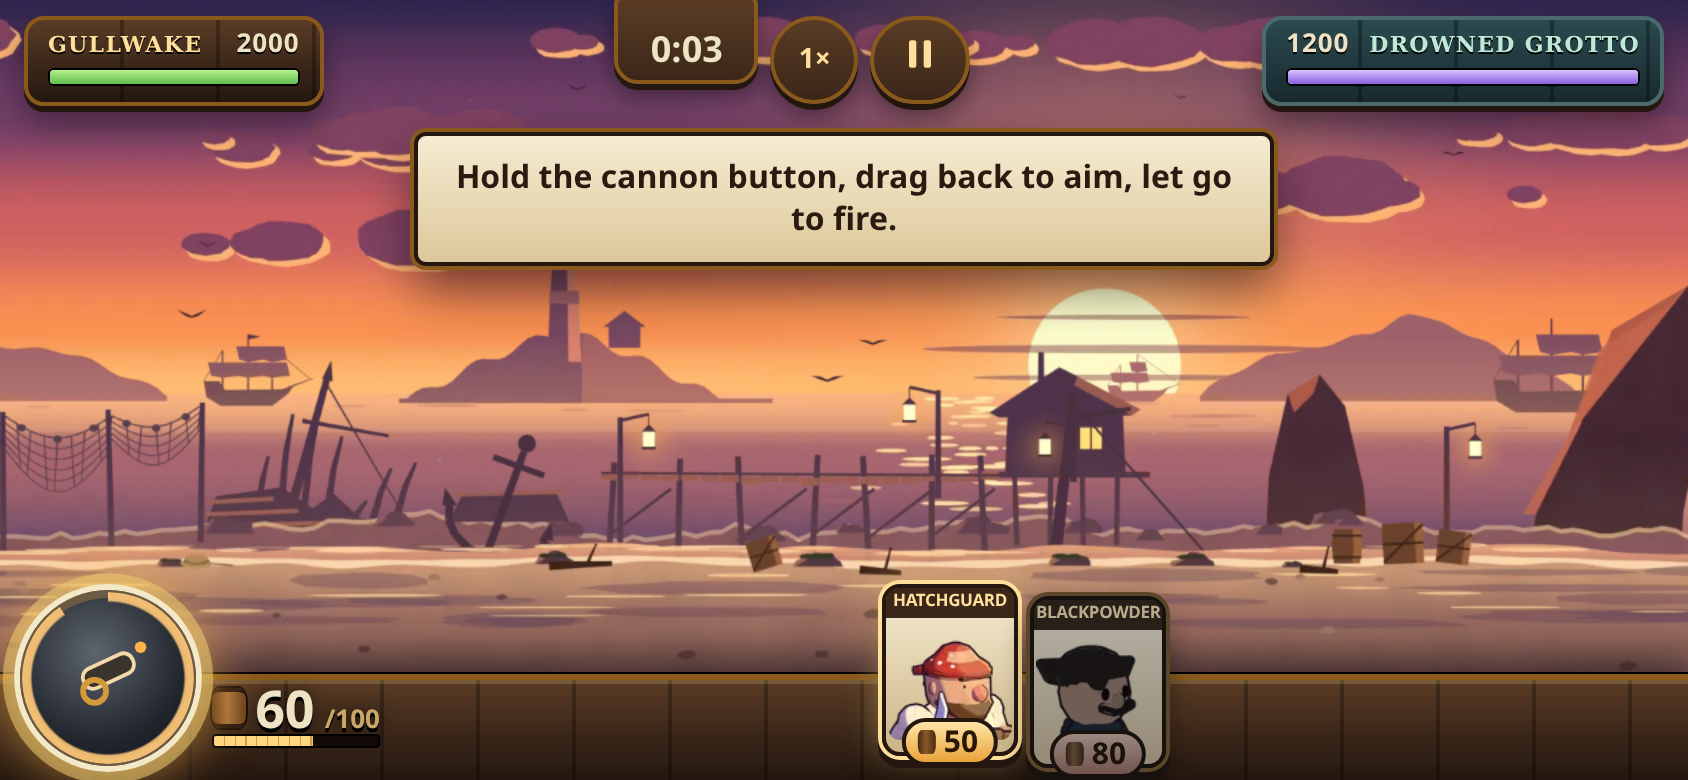 GULLWAKE 2000
0:03
1×
1200 DROWNED GROTTO
Hold the cannon button, drag back to aim, let go
to fire.
60 /100
HATCHGUARD
50
BLACKPOWDER
80